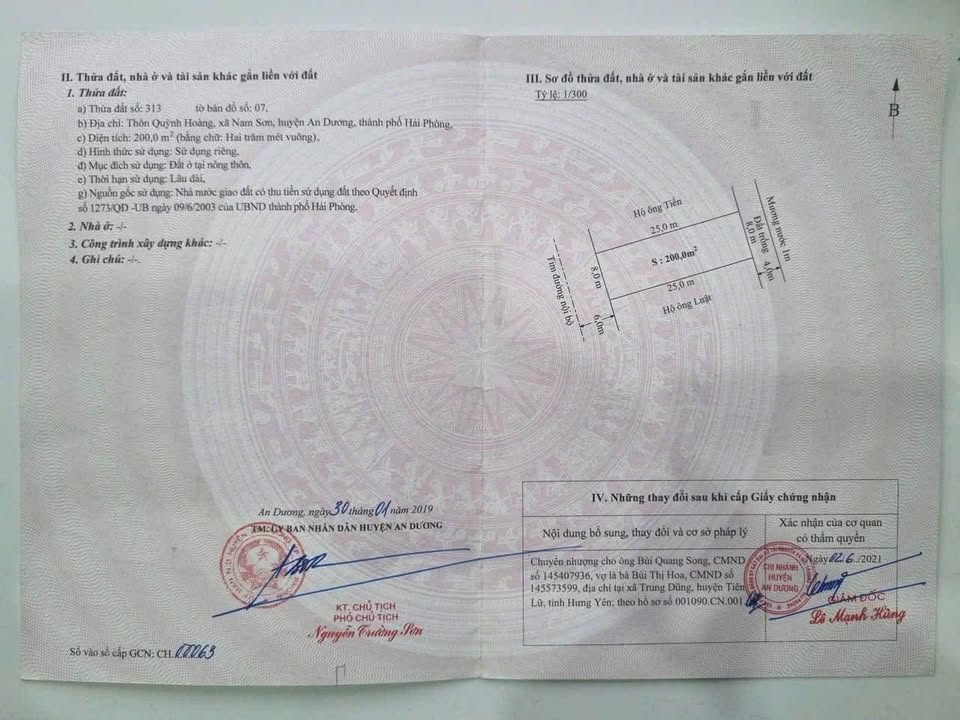 II. Thửa đất, nhà ở và tài sản khác gắn liền với đất
1. Thửa đất:
a) Thửa đất số: 313 tờ bản đồ số: 07,
b) Địa chỉ: Thôn Quỳnh Hoàng, xã Nam Sơn, huyện An Dương, thành phố Hải Phòng,
c) Diện tích: 200,0 m² (bằng chữ: Hai trăm mét vuông),
d) Hình thức sử dụng: Sử dụng riêng,
đ) Mục đích sử dụng: Đất ở tại nông thôn,
e) Thời hạn sử dụng: Lâu dài,
g) Nguồn gốc sử dụng: Nhà nước giao đất có thu tiền sử dụng đất theo Quyết định
số 1273/QĐ -UB ngày 09/6/2003 của UBND thành phố Hải Phòng.
2. Nhà ở: -/-
3. Công trình xây dựng khác: -/-
4. Ghi chú: -/-.
An Dương, ngày 30 tháng 01 năm 2019
TM. ỦY BAN NHÂN DÂN HUYỆN AN DƯƠNG
KT. CHỦ TỊCH
PHÓ CHỦ TỊCH
Nguyễn Trường Sơn
Số vào sổ cấp GCN: CH.00063
III. Sơ đồ thửa đất, nhà ở và tài sản khác gắn liền với đất
Tỷ lệ: 1/300
B
Hộ ông Tiến
25,0 m
S : 200,0m²
8,0 m
8,0 m
Đất trống 4,0m
Mương nước 1m
25,0 m
Hộ ông Luật
6,0m
Tim đường nội bộ
IV. Những thay đổi sau khi cấp Giấy chứng nhận
Nội dung bổ sung, thay đổi và cơ sở pháp lý
Xác nhận của cơ quan
có thẩm quyền
Chuyển nhượng cho ông Bùi Quang Song, CMND
số 145407936, vợ là bà Bùi Thị Hoa, CMND số
145573599, địa chỉ tại xã Trung Dũng, huyện Tiên
Lữ, tỉnh Hưng Yên; theo hồ sơ số 001090.CN.001
Ngày 02.6./2021
CHI NHÁNH
HUYỆN
AN DƯƠNG
GIÁM ĐỐC
Lê Mạnh Hùng